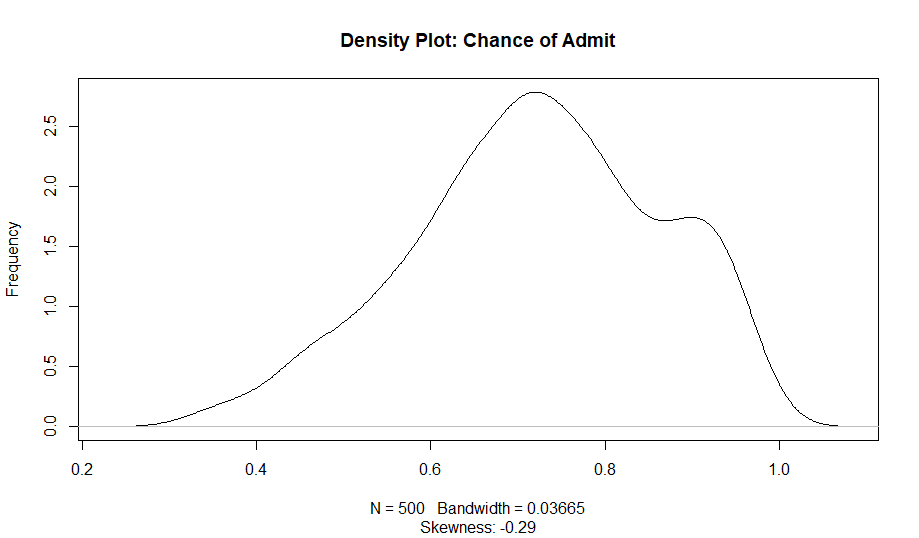 Density Plot: Chance of Admit
Frequency
2.5
2.0
1.5
1.0
0.5
0.0
0.2 0.4 0.6 0.8 1.0
N = 500 Bandwidth = 0.03665
Skewness: -0.29